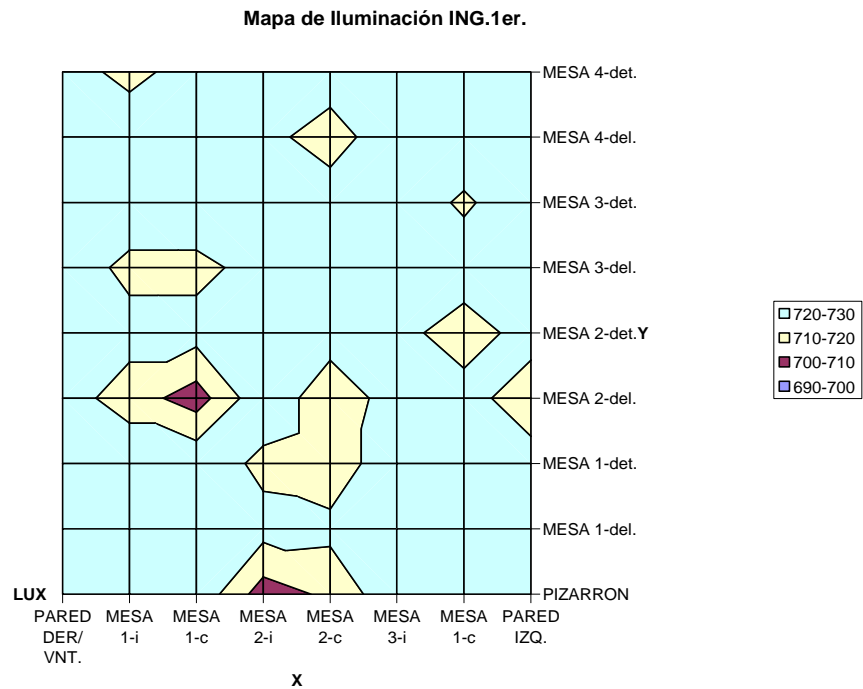 Mapa de Iluminación ING.1er.
MESA 4-det.
MESA 4-del.
MESA 3-det.
MESA 3-del.
MESA 2-det.
Y
MESA 2-del.
MESA 1-det.
MESA 1-del.
PIZARRON
720-730
710-720
700-710
690-700
LUX
PARED
DER/
VNT.
MESA
1-i
MESA
1-c
MESA
2-i
MESA
2-c
MESA
3-i
MESA
1-c
PARED
IZQ.
X